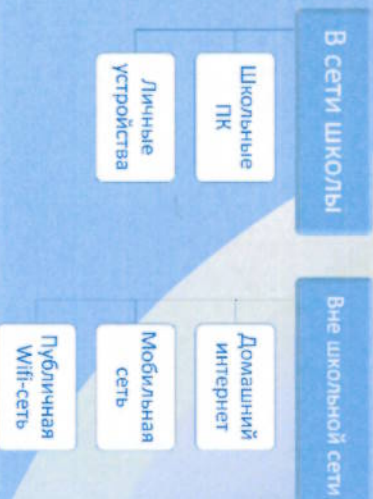 В сети школы
Школьные
ПК
Личные
устройства
Вне школьной сети
Домашний
интернет
Мобильная
сеть
Публичная
Wifi-сеть